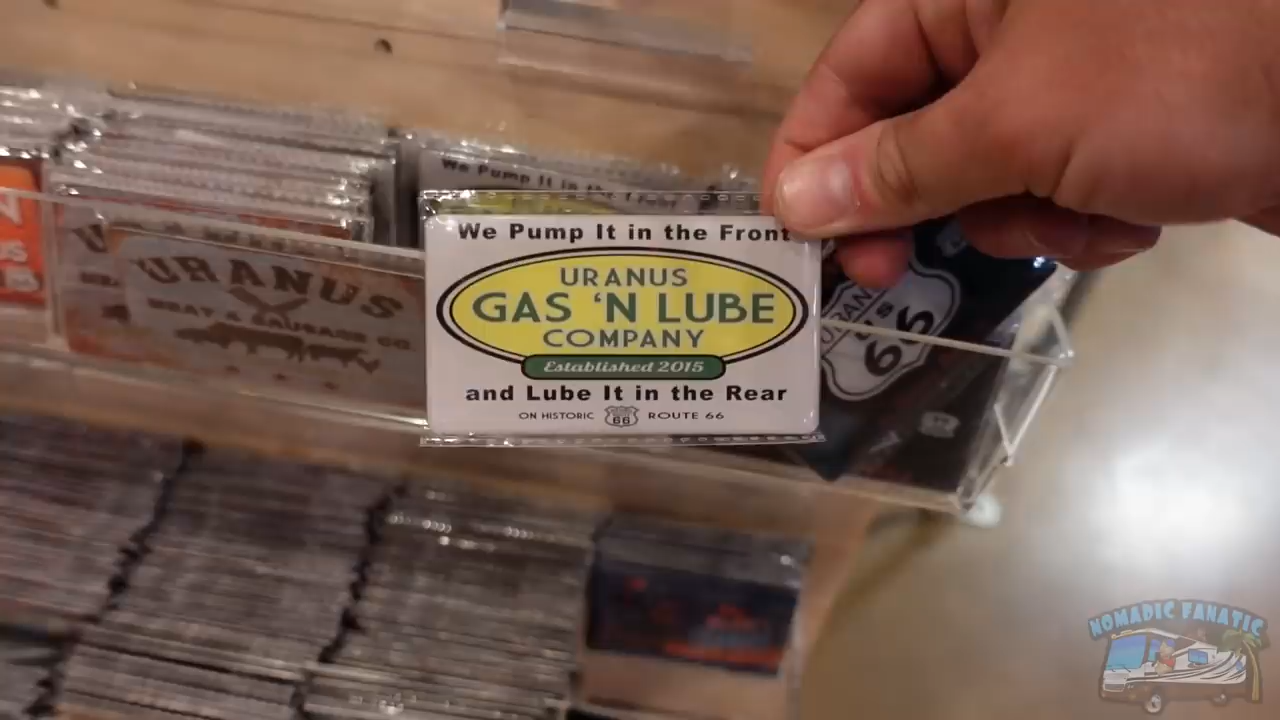 We Pump It in the
We Pump It in the Front
URANUS
GAS 'N LUBE
COMPANY
Established 2015
and Lube It in the Rear
ON HISTORIC 66 ROUTE 66
URANUS
MEAT & SAUSAGE CO
US
66
NOMADIC FANATIC